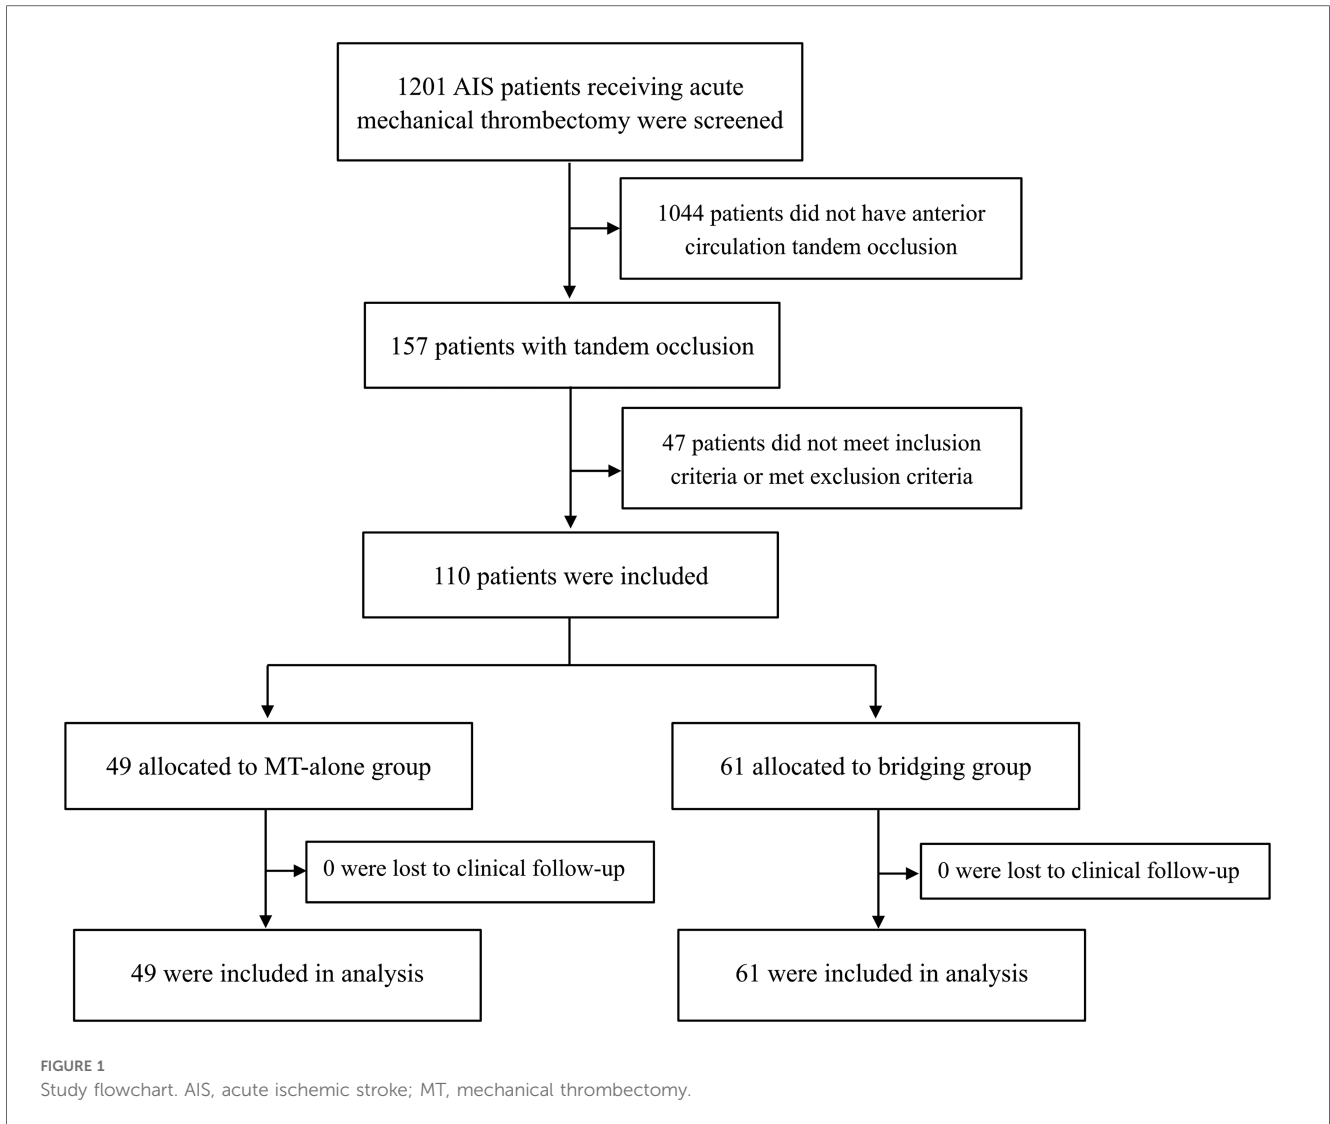 1201 AIS patients receiving acute
mechanical thrombectomy were screened
1044 patients did not have anterior
circulation tandem occlusion
157 patients with tandem occlusion
47 patients did not meet inclusion
criteria or met exclusion criteria
110 patients were included
49 allocated to MT-alone group
61 allocated to bridging group
0 were lost to clinical follow-up
0 were lost to clinical follow-up
49 were included in analysis
61 were included in analysis
FIGURE 1
Study flowchart. AIS, acute ischemic stroke; MT, mechanical thrombectomy.